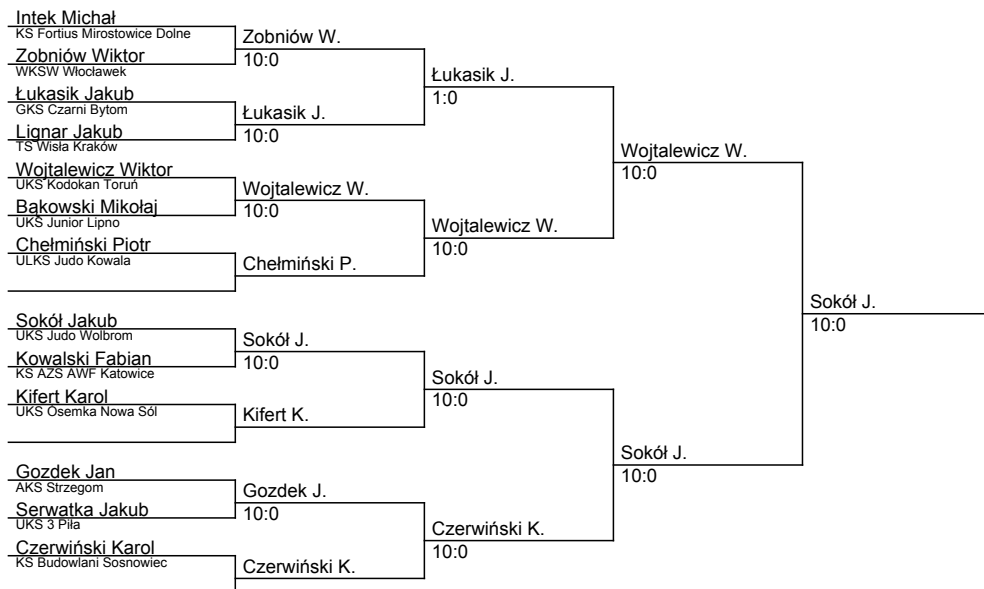 Intek Michał
KS Fortius Mirostowice Dolne
Zobniów Wiktor
WKSW Włocławek
Łukasik Jakub
GKS Czarni Bytom
Lignar Jakub
TS Wisła Kraków
Wojtalewicz Wiktor
UKS Kodokan Toruń
Bąkowski Mikołaj
UKS Junior Lipno
Chełmiński Piotr
ULKS Judo Kowala
Sokół Jakub
UKS Judo Wolbrom
Kowalski Fabian
KS AZS AWF Katowice
Kifert Karol
UKS Ósemka Nowa Sól
Gozdek Jan
AKS Strzegom
Serwatka Jakub
UKS 3 Piła
Czerwiński Karol
KS Budowlani Sosnowiec
Zobniów W.
10:0
Łukasik J.
10:0
Wojtalewicz W.
10:0
Chełmiński P.
Sokół J.
10:0
Kifert K.
Gozdek J.
10:0
Czerwiński K.
Łukasik J.
1:0
Wojtalewicz W.
10:0
Sokół J.
10:0
Czerwiński K.
10:0
Wojtalewicz W.
10:0
Sokół J.
10:0
Sokół J.
10:0